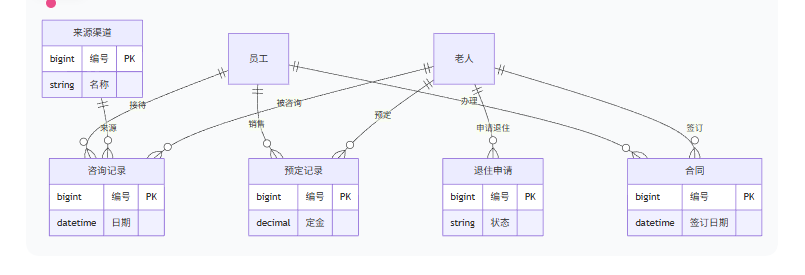 来源渠道
bigint 编号 PK
string 名称
员工
老人
接待
来源
销售
被咨询
预定
办理
申请退住
签订
咨询记录
bigint 编号 PK
datetime 日期
预定记录
bigint 编号 PK
decimal 定金
退住申请
bigint 编号 PK
string 状态
合同
bigint 编号 PK
datetime 签订日期